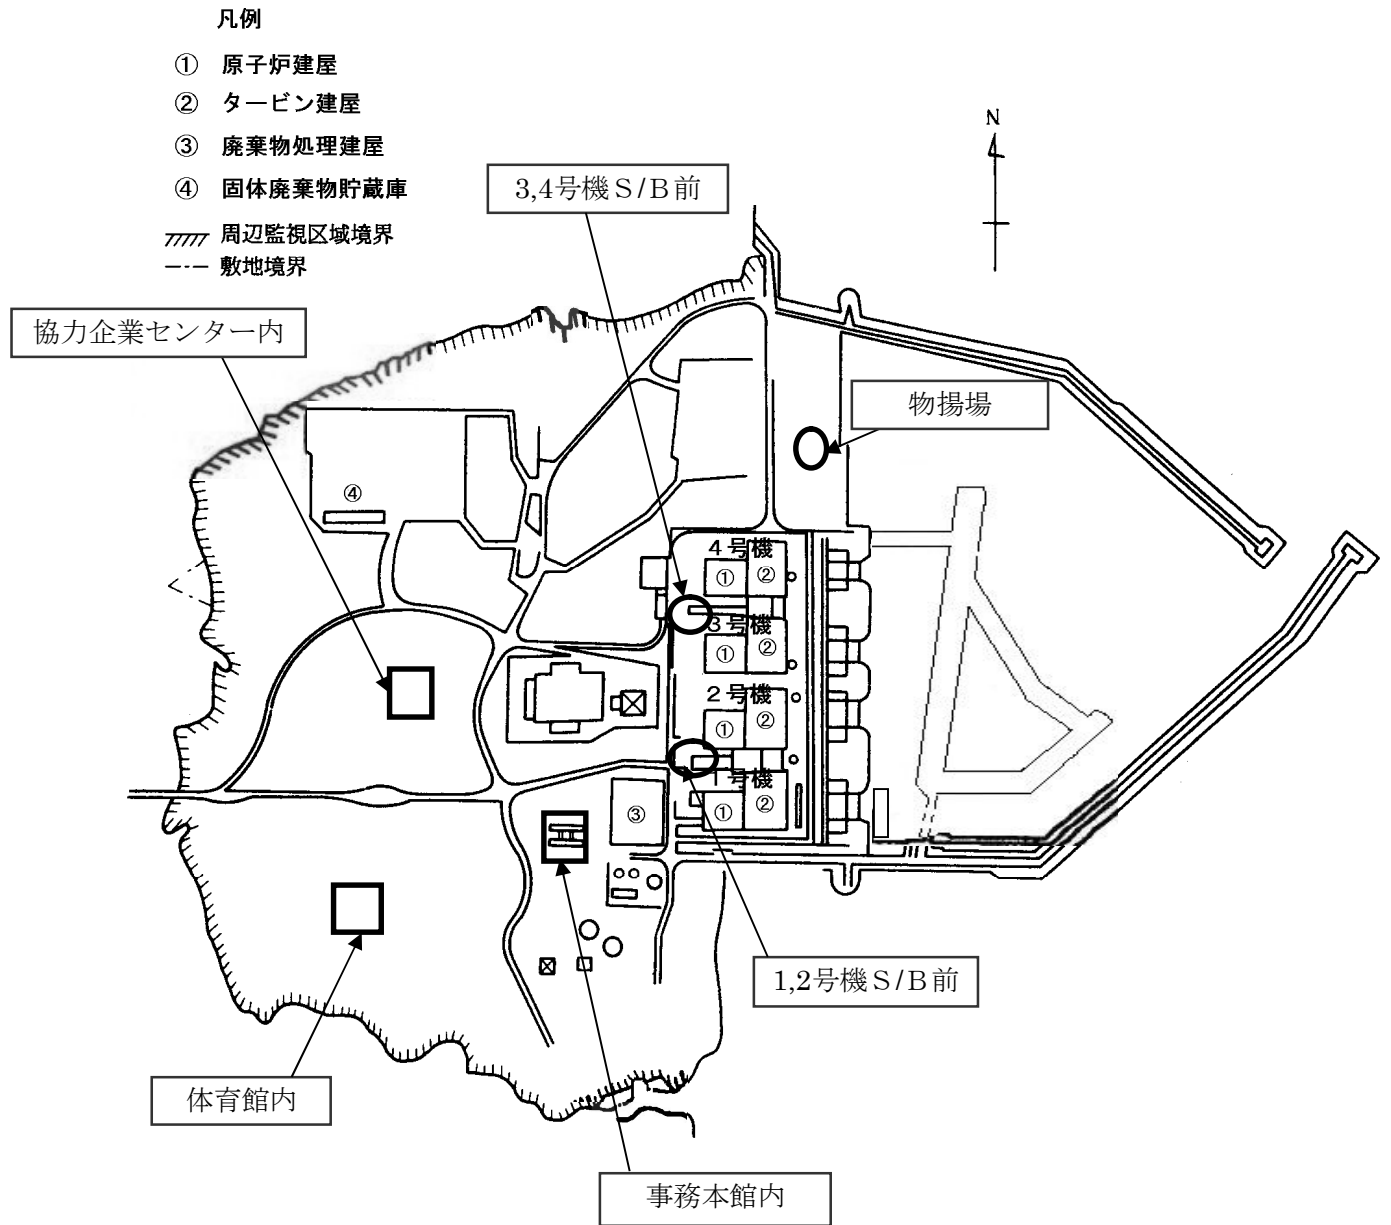 凡例
① 原子炉建屋
② タービン建屋
③ 廃棄物処理建屋
④ 固体廃棄物貯蔵庫
周辺監視区域境界
敷地境界
N
3,4号機Ｓ/Ｂ前
協力企業センター内
物揚場
④
4号機
①
②
3号機
①
②
2号機
①
②
1号機
①
②
③
1,2号機Ｓ/Ｂ前
体育館内
事務本館内